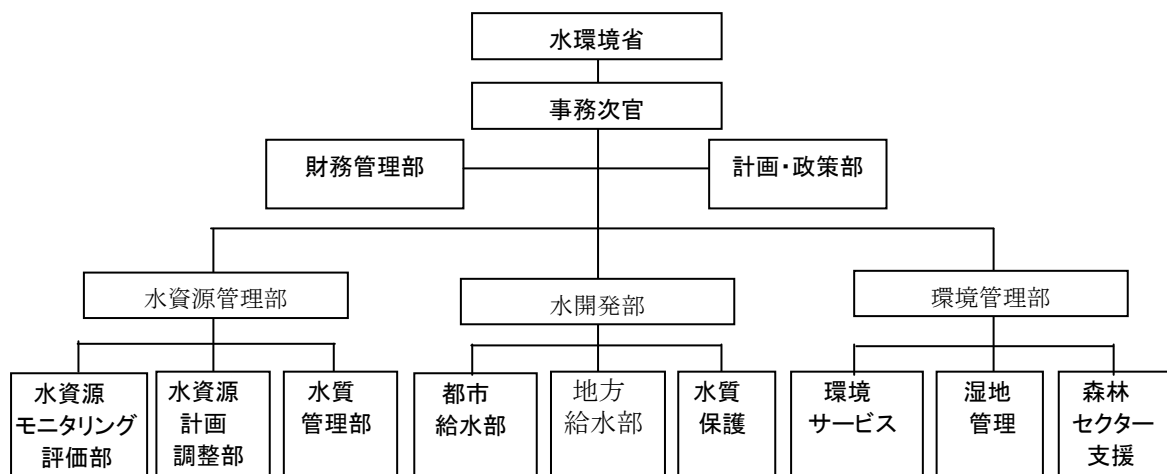 水環境省
事務次官
財務管理部
計画・政策部
水資源管理部
水開発部
環境管理部
水資源
モニタリング
評価部
水資源
計画
調整部
水質
管理部
都市
給水部
地方
給水部
水質
保護
環境
サービス
湿地
管理
森林
セクター
支援